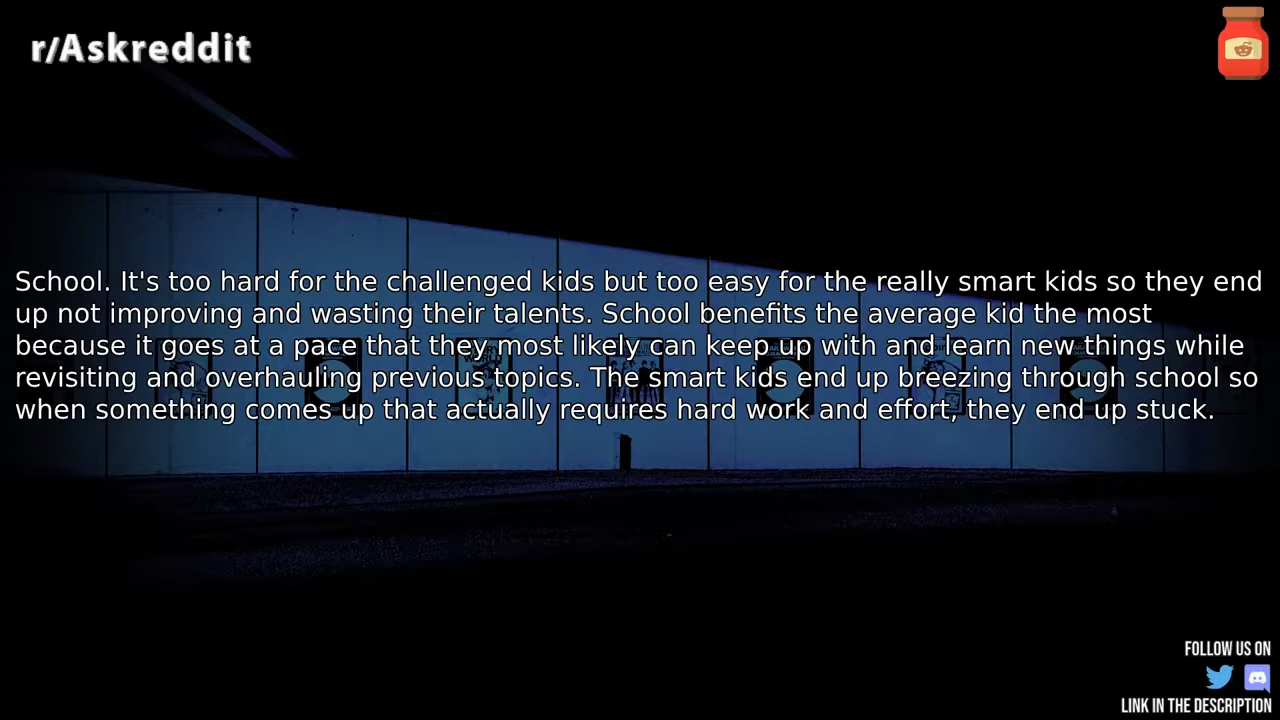 r/Askreddit
School. It's too hard for the challenged kids but too easy for the really smart kids so they end
up not improving and wasting their talents. School benefits the average kid the most
because it goes at a pace that they most likely can keep up with and learn new things while
revisiting and overhauling previous topics. The smart kids end up breezing through school so
when something comes up that actually requires hard work and effort, they end up stuck.
FOLLOW US ON
LINK IN THE DESCRIPTION